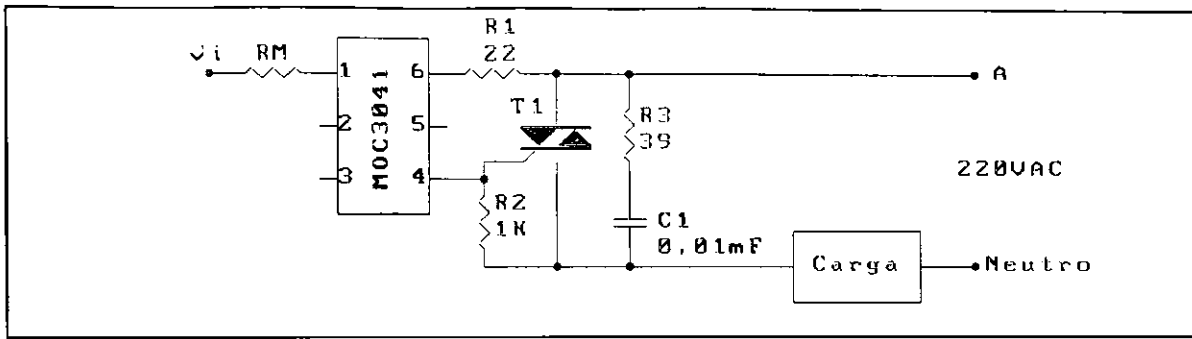 Vi
RM
1
2
3
MOC3041
6
5
4
R1
22
T1
R2
1K
R3
39
C1
0,01mF
A
220VAC
Carga
Neutro